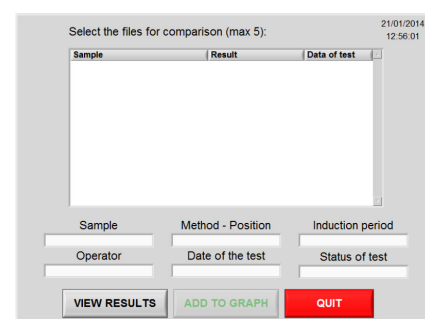 21/01/2014
Select the files for comparison (max 5):
12:56:01
Sample Result Data of test
Sample Method - Position Induction period
Operator Date of the test Status of test
VIEW RESULTS ADD TO GRAPH QUIT